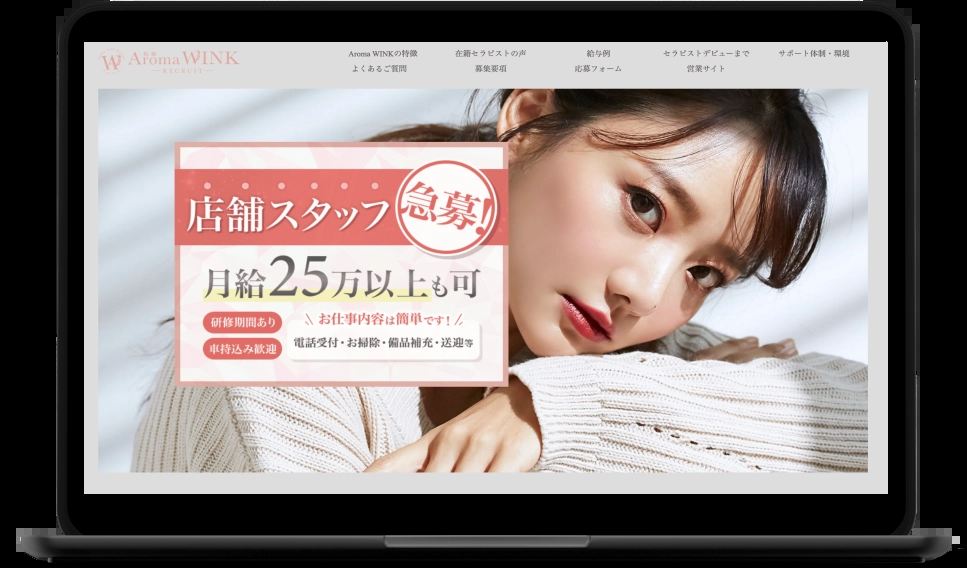 Aroma WINK
RECRUIT
Aroma WINKの特徴
在籍セラピストの声
給与例
セラピストデビューまで
サポート体制・環境
よくあるご質問
募集要項
応募フォーム
営業サイト
店舗スタッフ
急募!
月給25万以上も可
研修期間あり
車持込み歓迎
\\ お仕事内容は簡単です! //
電話受付・お掃除・備品補充・送迎等